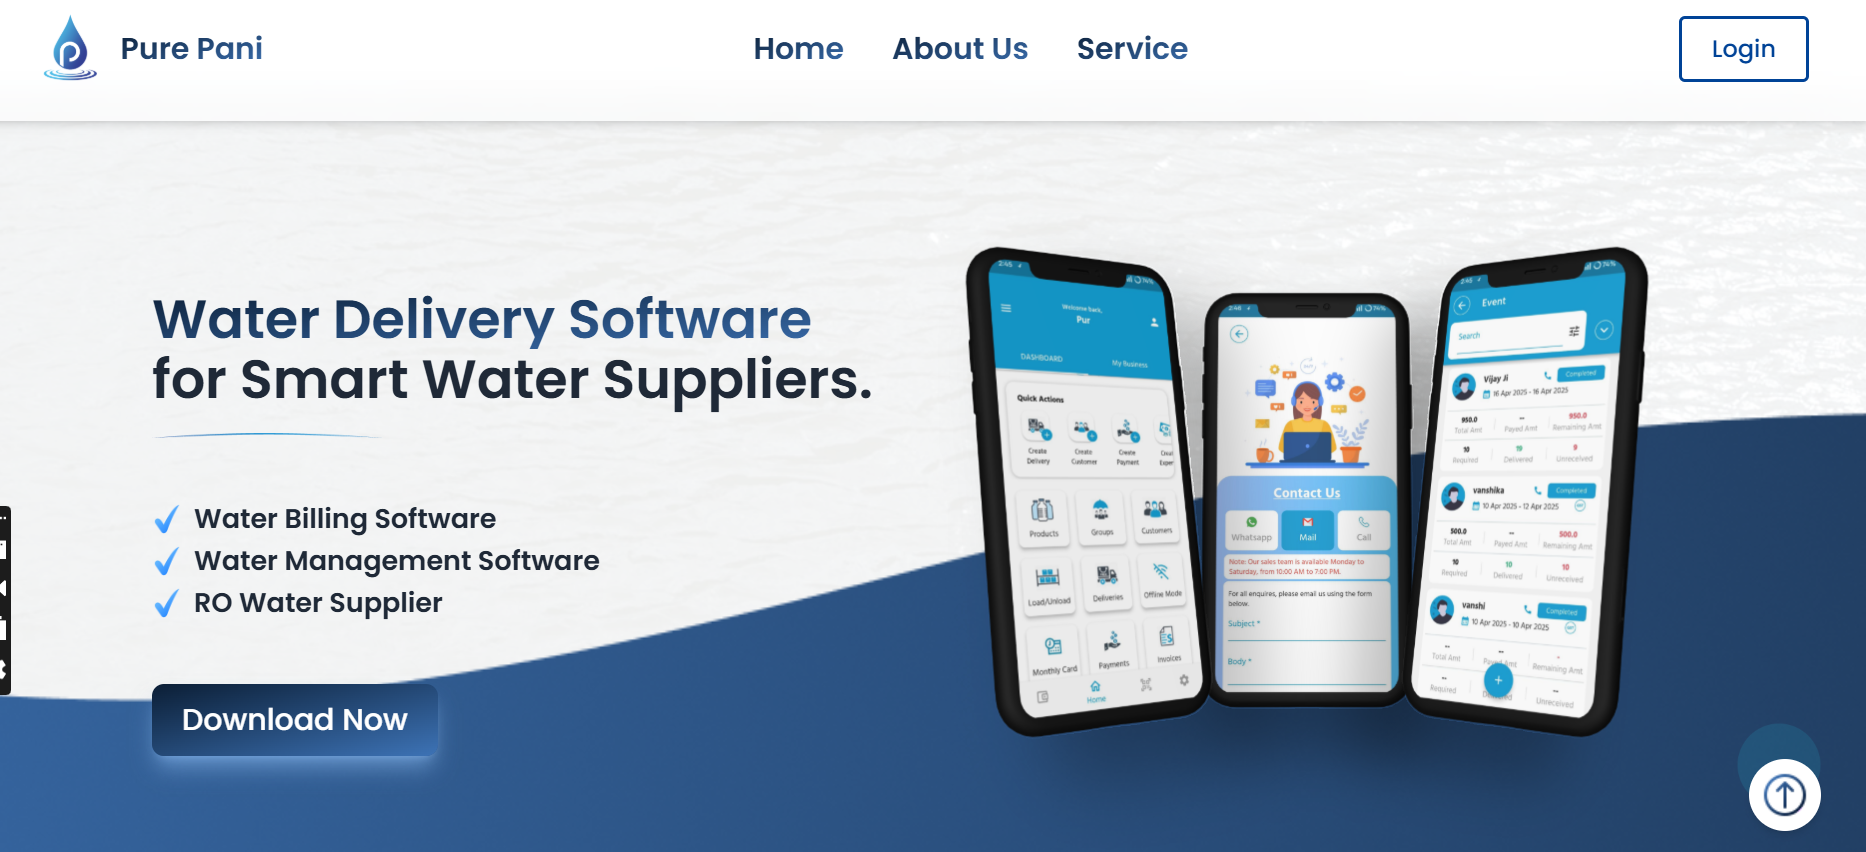 Pure Pani
Home
About Us
Service
Login
Water Delivery Software
for Smart Water Suppliers.
Water Billing Software
Water Management Software
RO Water Supplier
Download Now
2:45
74%
Welcome back,
Pur
DASHBOARD
My Business
Quick Actions
Create Delivery
Create Customer
Create Payment
Products
Groups
Customers
Load/Unload
Deliveries
Offline Mode
Monthly Card
Payments
Invoices
Home
2:46
74%
Contact Us
Whatsapp
Mail
Call
Note: Our sales team is available Monday to
Saturday, from 10:00 AM to 7:00 PM.
For all enquires, please email us using the form
below.
Subject *
Body *
74%
Event
Search
Vijay Ji
Completed
16 Apr 2025 - 16 Apr 2025
950.0
--
950.0
Total Amt
Payed Amt
Remaining Amt
10
19
9
Required
Delivered
Unreceived
vanshika
Completed
10 Apr 2025 - 12 Apr 2025
500.0
--
500.0
Total Amt
Payed Amt
Remaining Amt
10
10
10
Required
Delivered
Unreceived
vanshi
Completed
10 Apr 2025 - 10 Apr 2025
--
--
-
Total Amt
Payed Amt
Remaining Amt
--
--
Required
Unreceived